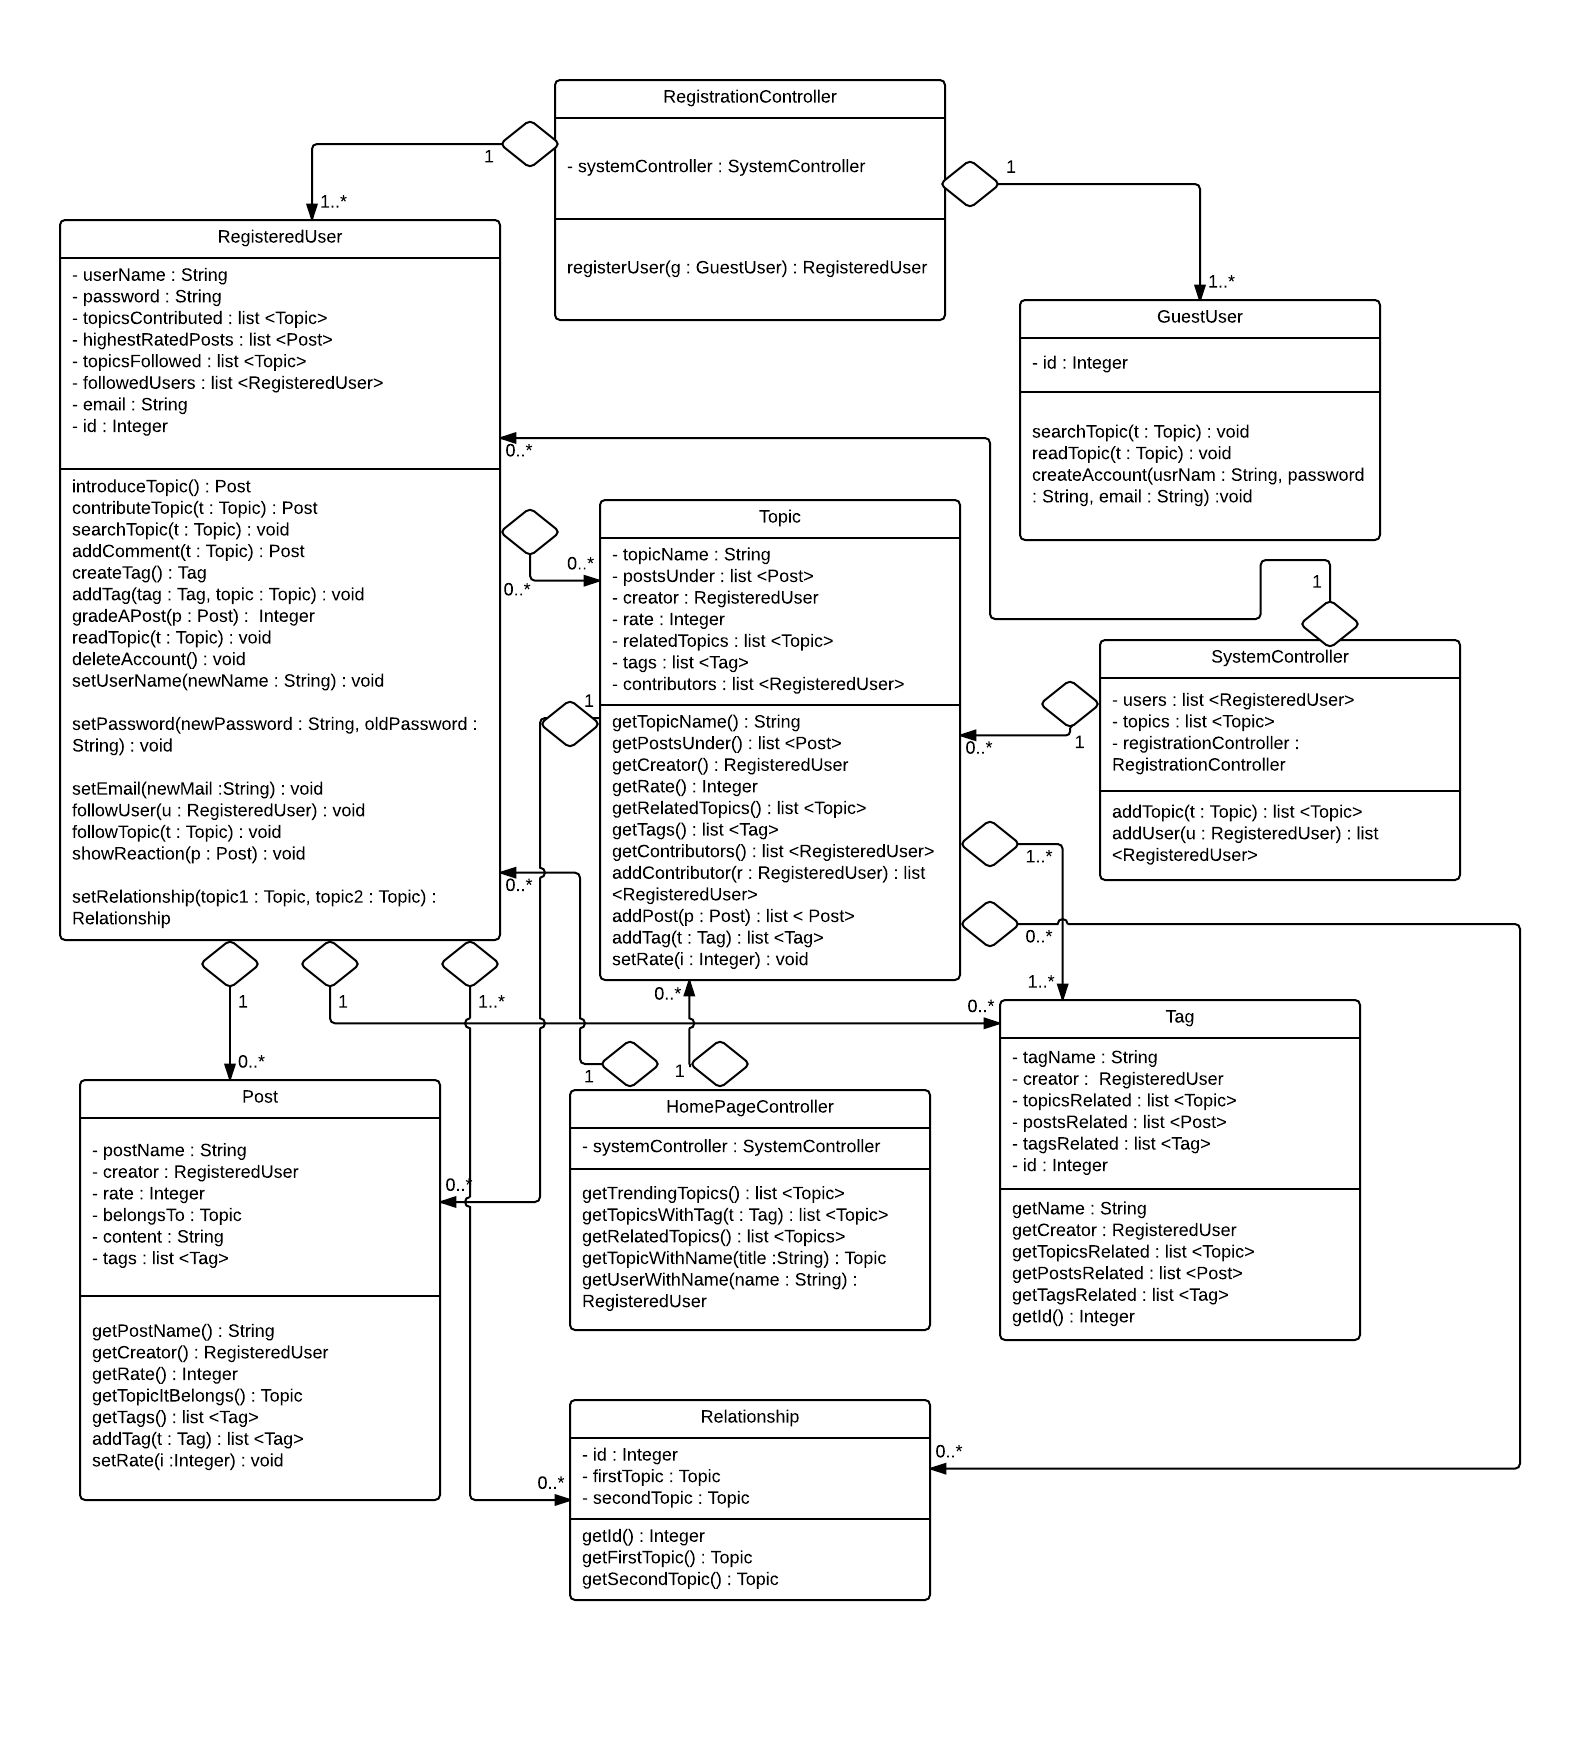 RegistrationController
- systemController : SystemController
registerUser(g : GuestUser) : RegisteredUser
1
1..*
1
1..*
RegisteredUser
- userName : String
- password : String
- topicsContributed : list <Topic>
- highestRatedPosts : list <Post>
- topicsFollowed : list <Topic>
- followedUsers : list <RegisteredUser>
- email : String
- id : Integer
introduceTopic() : Post
contributeTopic(t : Topic) : Post
searchTopic(t : Topic) : void
addComment(t : Topic) : Post
createTag() : Tag
addTag(tag : Tag, topic : Topic) : void
gradeAPost(p : Post) :  Integer
readTopic(t : Topic) : void
deleteAccount() : void
setUserName(newName : String) : void
setPassword(newPassword : String, oldPassword :
String) : void
setEmail(newMail :String) : void
followUser(u : RegisteredUser) : void
followTopic(t : Topic) : void
showReaction(p : Post) : void
setRelationship(topic1 : Topic, topic2 : Topic) :
Relationship
GuestUser
- id : Integer
searchTopic(t : Topic) : void
readTopic(t : Topic) : void
createAccount(usrNam : String, password
: String, email : String) :void
0..*
0..*
0..*
1
Topic
- topicName : String
- postsUnder : list <Post>
- creator : RegisteredUser
- rate : Integer
- relatedTopics : list <Topic>
- tags : list <Tag>
- contributors : list <RegisteredUser>
getTopicName() : String
getPostsUnder() : list <Post>
getCreator() : RegisteredUser
getRate() : Integer
getRelatedTopics() : list <Topic>
getTags() : list <Tag>
getContributors() : list <RegisteredUser>
addContributor(r : RegisteredUser) : list
<RegisteredUser>
addPost(p : Post) : list < Post>
addTag(t : Tag) : list <Tag>
setRate(i : Integer) : void
1
SystemController
- users : list <RegisteredUser>
- topics : list <Topic>
- registrationController :
RegistrationController
addTopic(t : Topic) : list <Topic>
addUser(u : RegisteredUser) : list
<RegisteredUser>
0..*
1
1..*
0..*
0..*
1
1
1..*
0..*
0..*
1..*
0..*
1
1
Post
- postName : String
- creator : RegisteredUser
- rate : Integer
- belongsTo : Topic
- content : String
- tags : list <Tag>
getPostName() : String
getCreator() : RegisteredUser
getRate() : Integer
getTopicItBelongs() : Topic
getTags() : list <Tag>
addTag(t : Tag) : list <Tag>
setRate(i :Integer) : void
0..*
HomePageController
- systemController : SystemController
getTrendingTopics() : list <Topic>
getTopicsWithTag(t : Tag) : list <Topic>
getRelatedTopics() : list <Topics>
getTopicWithName(title :String) : Topic
getUserWithName(name : String) :
RegisteredUser
Tag
- tagName : String
- creator :  RegisteredUser
- topicsRelated : list <Topic>
- postsRelated : list <Post>
- tagsRelated : list <Tag>
- id : Integer
getName : String
getCreator : RegisteredUser
getTopicsRelated : list <Topic>
getPostsRelated : list <Post>
getTagsRelated : list <Tag>
getId() : Integer
Relationship
- id : Integer
- firstTopic : Topic
- secondTopic : Topic
getId() : Integer
getFirstTopic() : Topic
getSecondTopic() : Topic
0..*
0..*